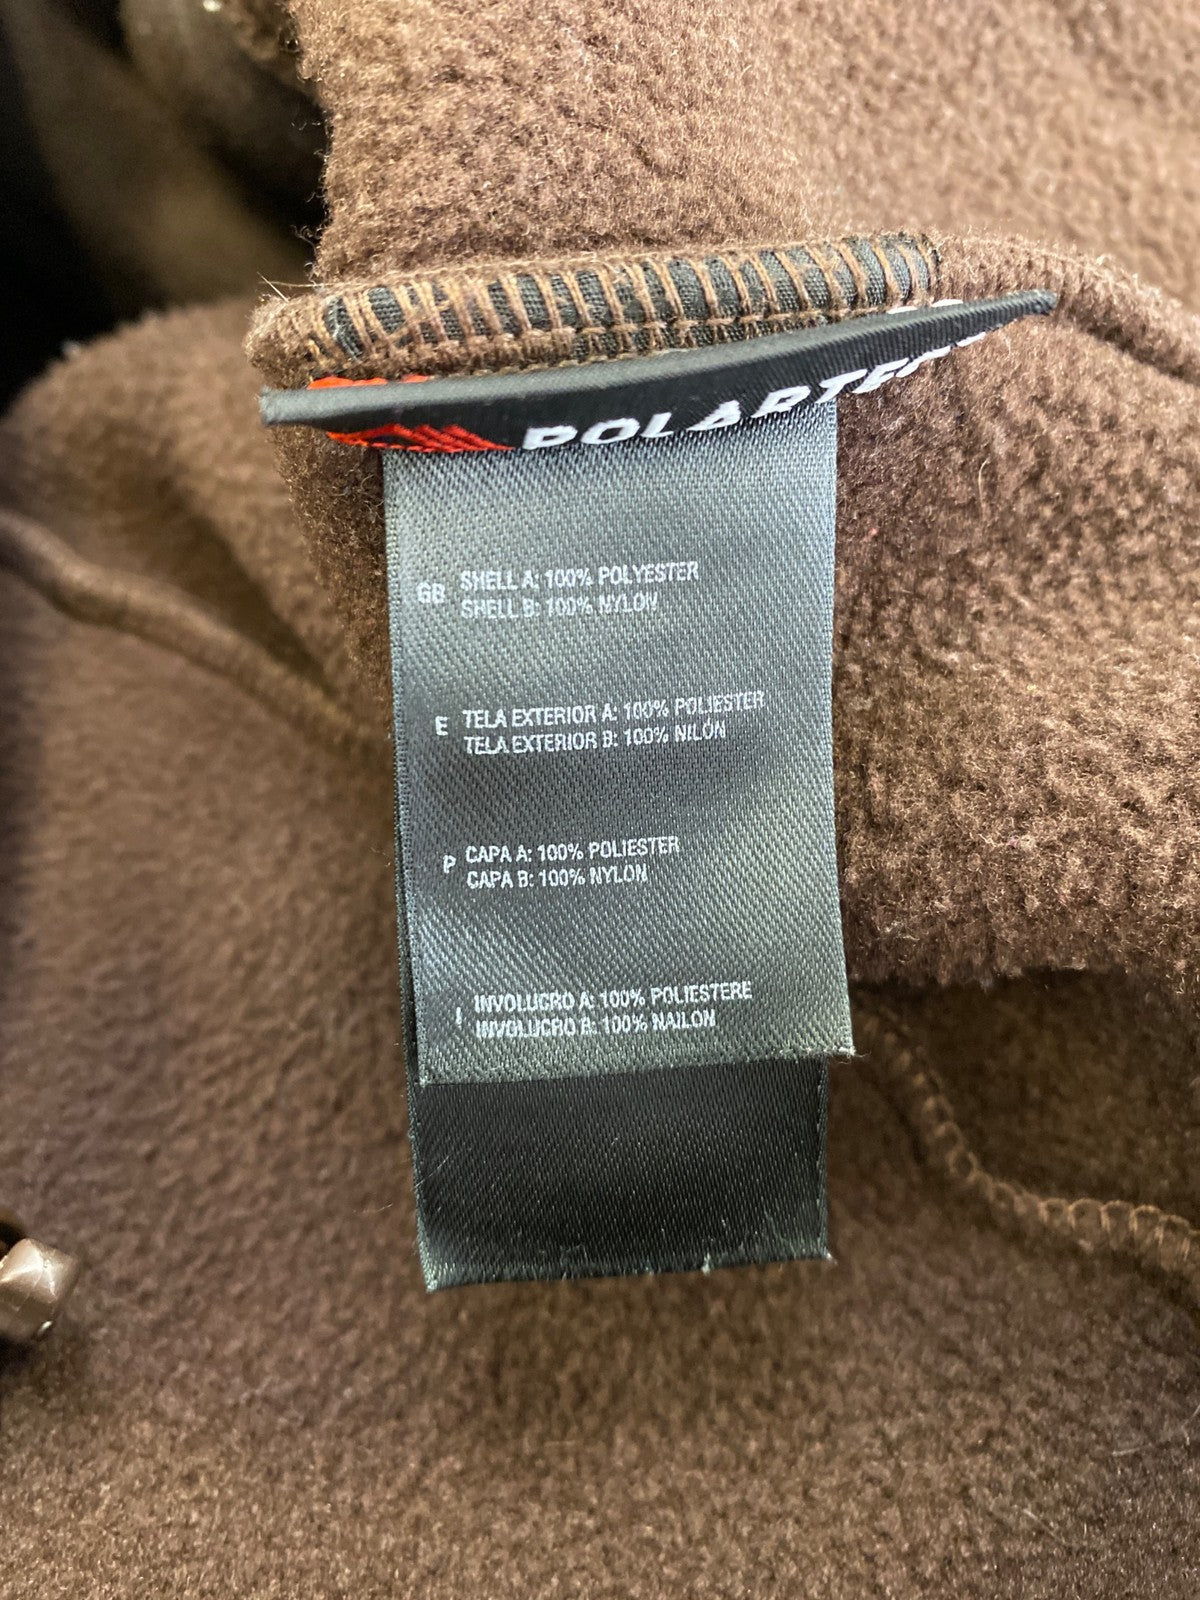 POLARTEC
GB SHELL A: 100% POLYESTER
SHELL B: 100% NYLON
E TELA EXTERIOR A: 100% POLIESTER
TELA EXTERIOR B: 100% NILÓN
P CAPA A: 100% POLIESTER
CAPA B: 100% NYLON
I INVOLUCRO A: 100% POLIESTERE
INVOLUCRO B: 100% NAILON